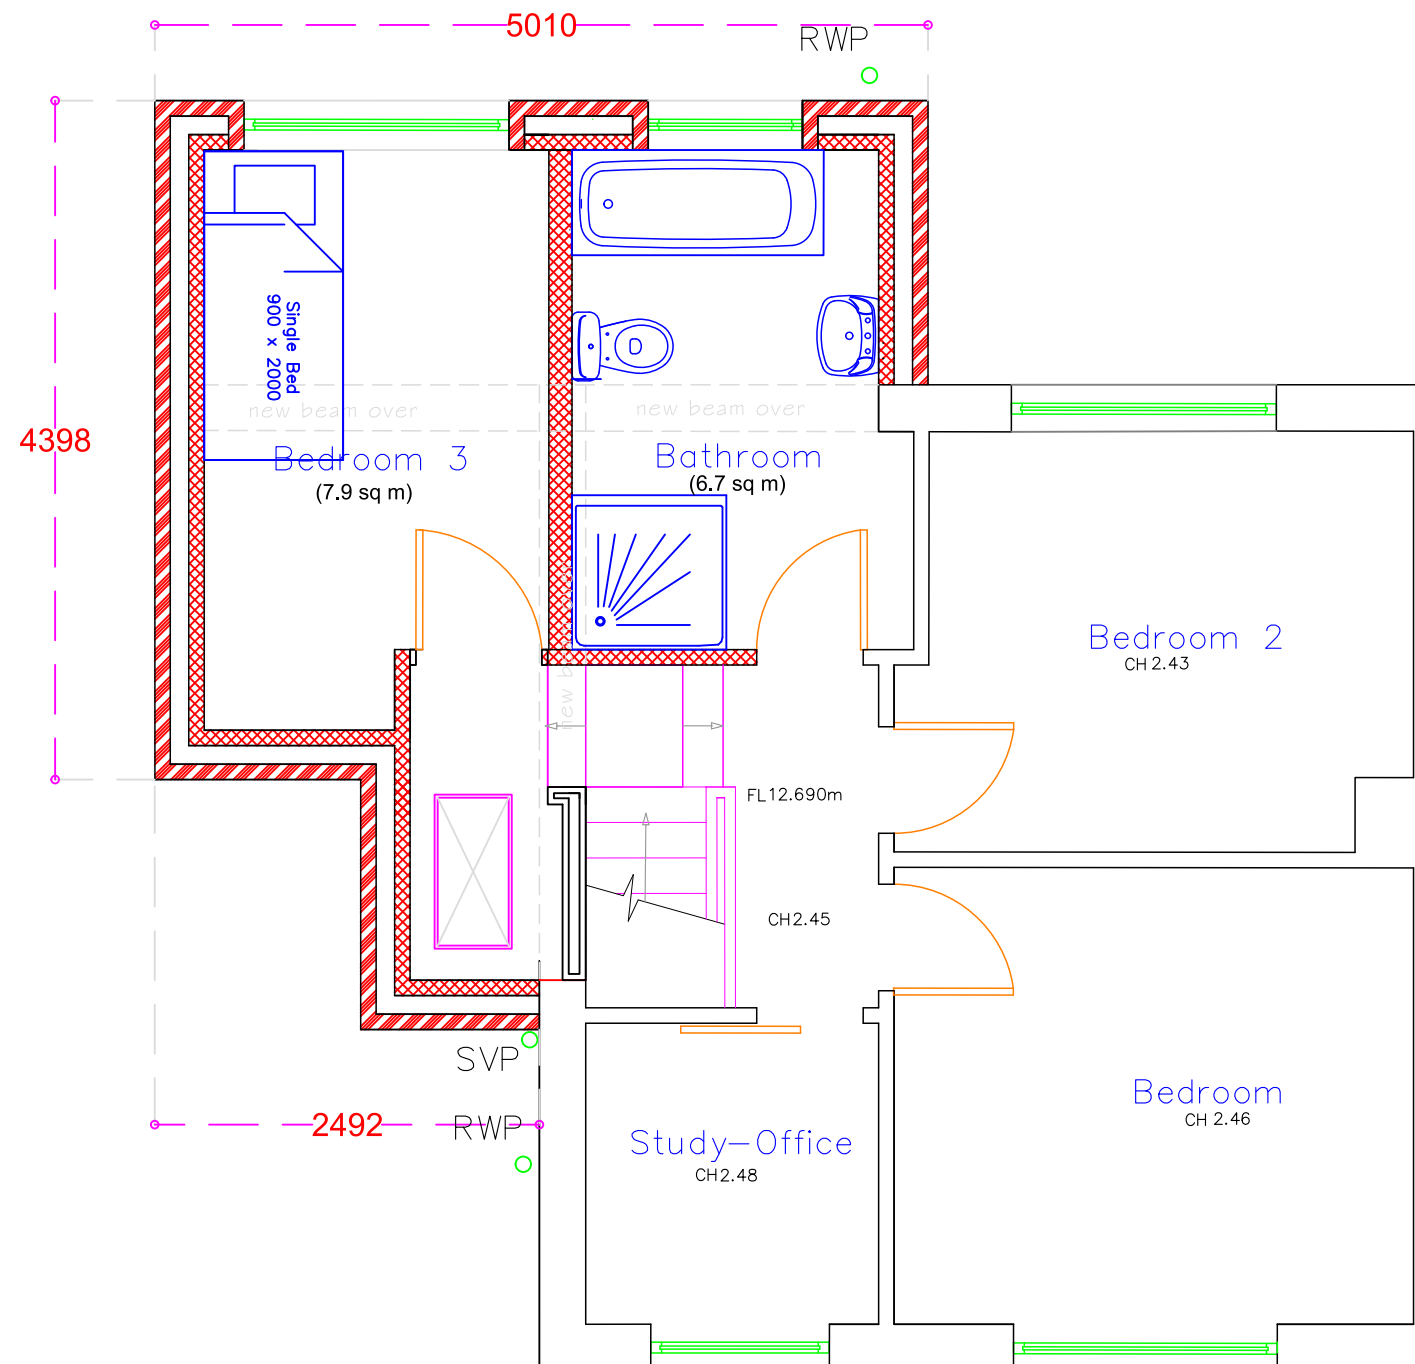 5010
RWP
Single Bed
900 x 2000
new beam over
new beam over
4398
Bedroom 3
(7.9 sq m)
Bathroom
(6.7 sq m)
new b
Bedroom 2
CH 2.43
FL12.690m
CH2.45
SVP
2492
RWP
Bedroom
CH 2.46
Study-Office
CH2.48